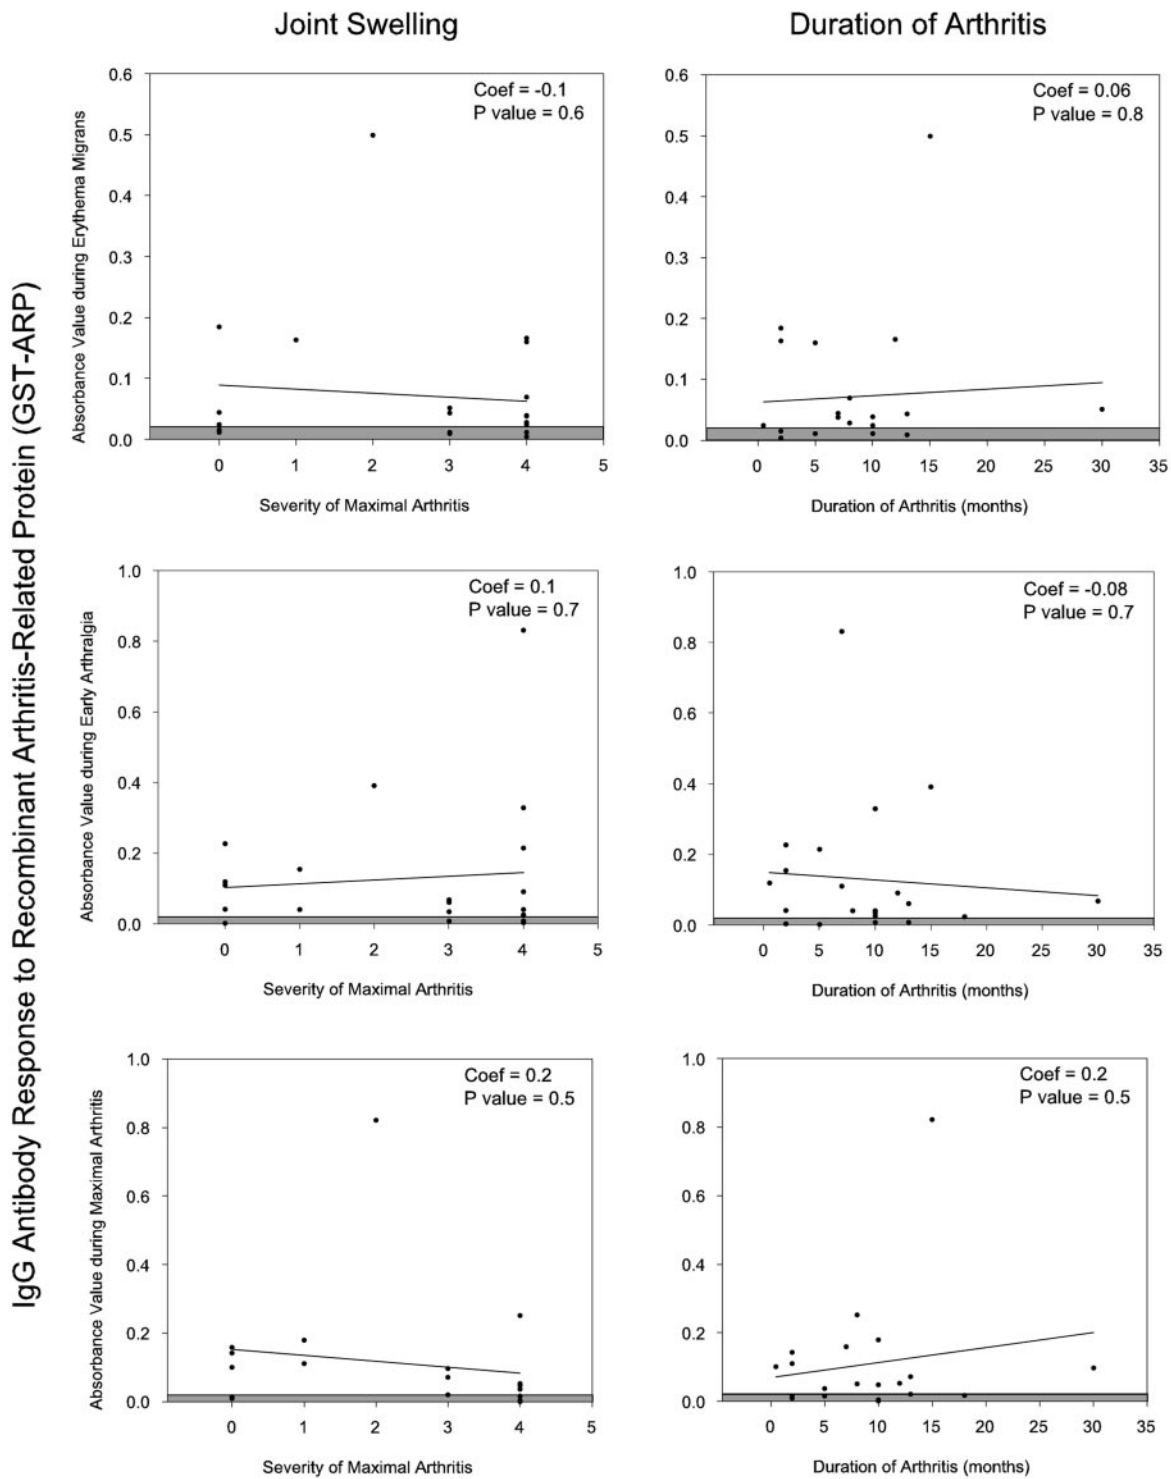 Joint Swelling
Duration of Arthritis
IgG Antibody Response to Recombinant Arthritis-Related Protein (GST-ARP)
Absorbance Value during Erythema Migrans
0.6
0.5
0.4
0.3
0.2
0.1
0.0
Coef = -0.1
P value = 0.6
0 1 2 3 4 5
Severity of Maximal Arthritis
0.6
0.5
0.4
0.3
0.2
0.1
0.0
Coef = 0.06
P value = 0.8
0 5 10 15 20 25 30 35
Duration of Arthritis (months)
Absorbance Value during Early Arthralgia
1.0
0.8
0.6
0.4
0.2
0.0
Coef = 0.1
P value = 0.7
0 1 2 3 4 5
Severity of Maximal Arthritis
1.0
0.8
0.6
0.4
0.2
0.0
Coef = -0.08
P value = 0.7
0 5 10 15 20 25 30 35
Duration of Arthritis (months)
Absorbance Value during Maximal Arthritis
1.0
0.8
0.6
0.4
0.2
0.0
Coef = 0.2
P value = 0.5
0 1 2 3 4 5
Severity of Maximal Arthritis
1.0
0.8
0.6
0.4
0.2
0.0
Coef = 0.2
P value = 0.5
0 5 10 15 20 25 30 35
Duration of Arthritis (months)